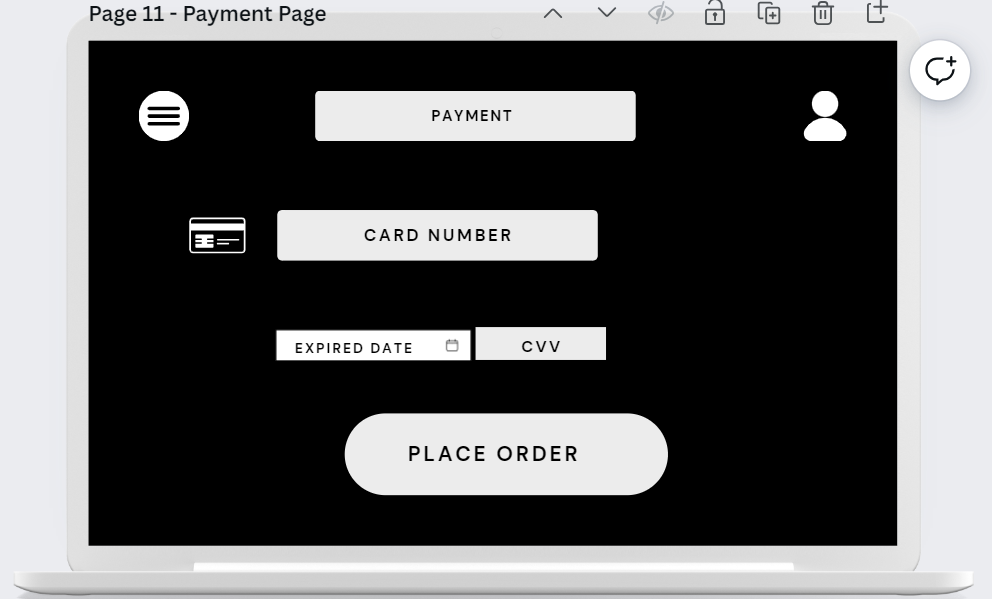 Page 11 - Payment Page
PAYMENT
CARD NUMBER
EXPIRED DATE
CVV
PLACE ORDER